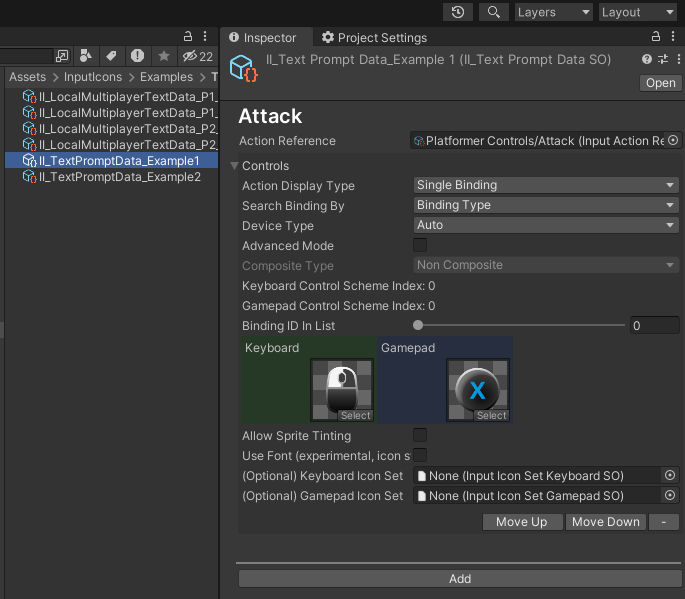 Layers
Layout
Inspector
Project Settings
22
II_Text Prompt Data_Example 1 (II_Text Prompt Data SO)
Open
Assets > InputIcons > Examples > T
II_LocalMultiplayerTextData_P1_
II_LocalMultiplayerTextData_P1_
II_LocalMultiplayerTextData_P2_
II_LocalMultiplayerTextData_P2_
II_TextPromptData_Example1
II_TextPromptData_Example2
Attack
Action Reference
Platformer Controls/Attack (Input Action Re
Controls
Action Display Type
Single Binding
Search Binding By
Binding Type
Device Type
Auto
Advanced Mode
Composite Type
Non Composite
Keyboard Control Scheme Index: 0
Gamepad Control Scheme Index: 0
Binding ID In List
0
Keyboard
Gamepad
X
Select
Select
Allow Sprite Tinting
Use Font (experimental, icon s
(Optional) Keyboard Icon Set
None (Input Icon Set Keyboard SO)
(Optional) Gamepad Icon Set
None (Input Icon Set Gamepad SO)
Move Up
Move Down
-
Add